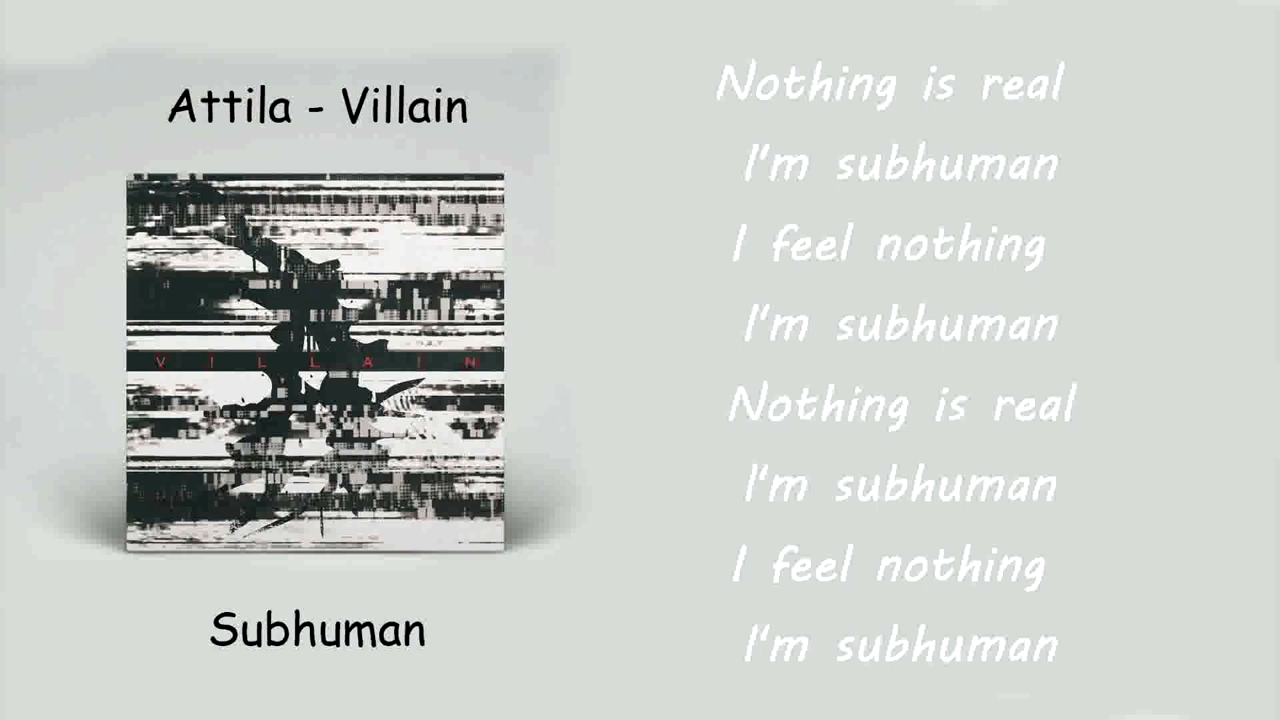 Attila - Villain
VILLAIN
Subhuman
Nothing is real
I'm subhuman
I feel nothing
I'm subhuman
Nothing is real
I'm subhuman
I feel nothing
I'm subhuman